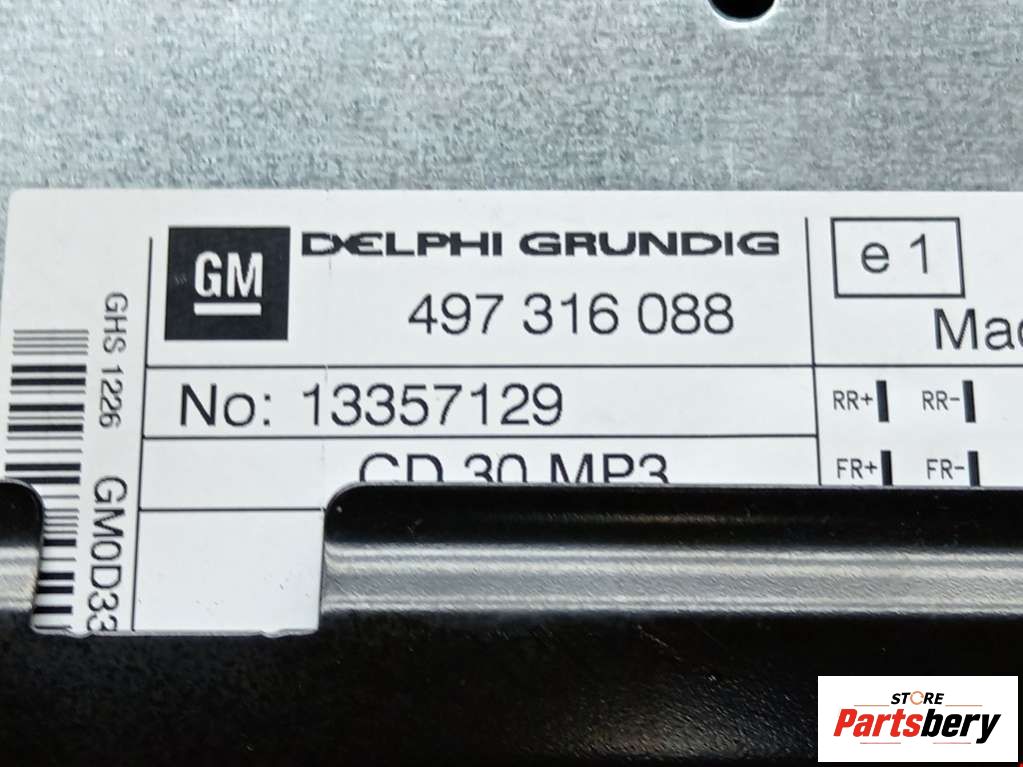 GM
DELPHI GRUNDIG
497 316 088
e 1
No: 13357129
RR+ RR-
CD 30 MP3
FR+ FR-
GHS 1226 GM0D33
STORE
Partsbery